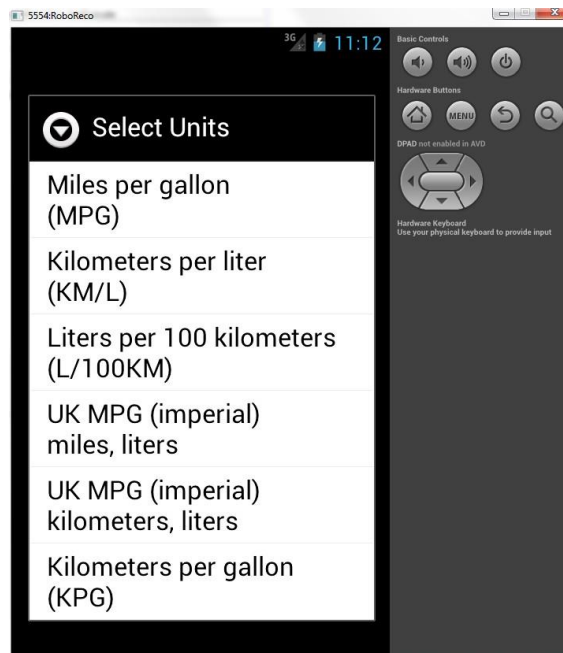 5554:RoboReco
3G 11:12
Select Units
Miles per gallon
(MPG)
Kilometers per liter
(KM/L)
Liters per 100 kilometers
(L/100KM)
UK MPG (imperial)
miles, liters
UK MPG (imperial)
kilometers, liters
Kilometers per gallon
(KPG)
Basic Controls
Hardware Buttons
MENU
DPAD not enabled in AVD
Hardware Keyboard
Use your physical keyboard to provide input